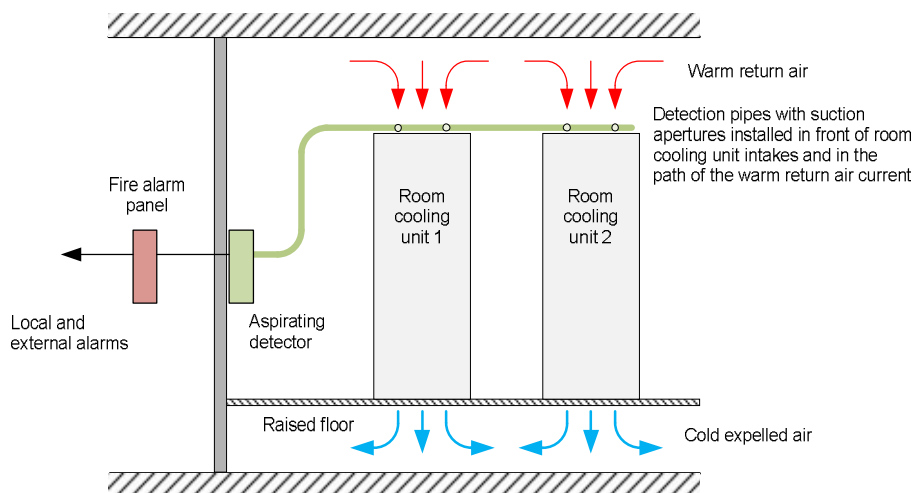 Warm return air
Detection pipes with suction
apertures installed in front of room
cooling unit intakes and in the
path of the warm return air current
Fire alarm
panel
Room
cooling
unit 1
Room
cooling
unit 2
Local and
external alarms
Aspirating
detector
Raised floor
Cold expelled air